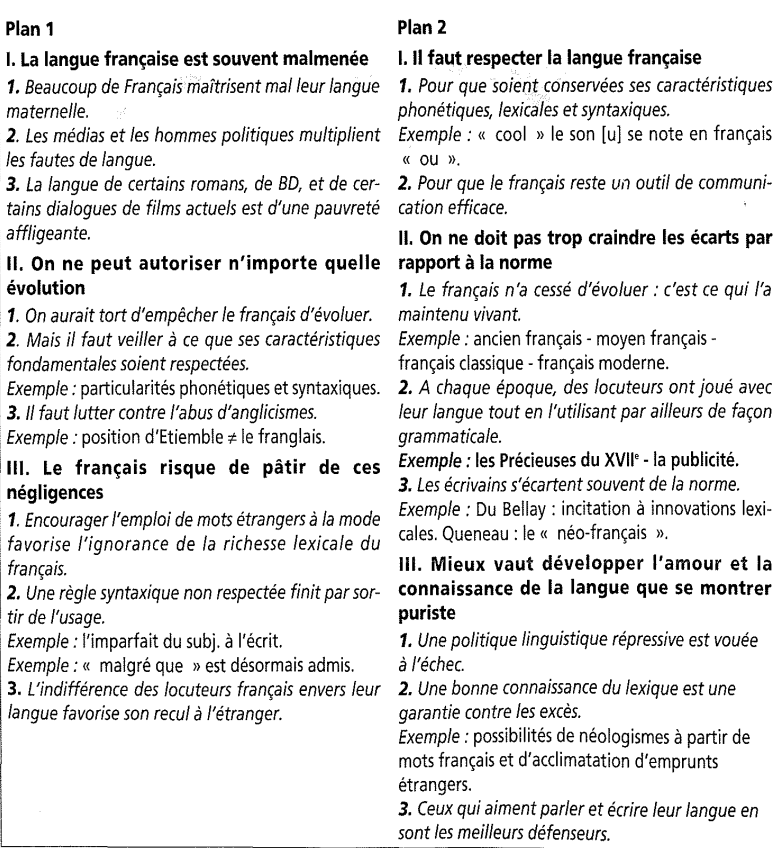 Plan 1
I. La langue française est souvent malmenée
1. Beaucoup de Français maîtrisent mal leur langue
maternelle.
2. Les médias et les hommes politiques multiplient
les fautes de langue.
3. La langue de certains romans, de BD, et de cer-
tains dialogues de films actuels est d'une pauvreté
affligeante.
II. On ne peut autoriser n'importe quelle
évolution
1. On aurait tort d'empêcher le français d'évoluer.
2. Mais il faut veiller à ce que ses caractéristiques
fondamentales soient respectées.
Exemple : particularités phonétiques et syntaxiques.
3. Il faut lutter contre l'abus d'anglicismes.
Exemple : position d'Etiemble ≠ le franglais.
III. Le français risque de pâtir de ces
négligences
1. Encourager l'emploi de mots étrangers à la mode
favorise l'ignorance de la richesse lexicale du
français.
2. Une règle syntaxique non respectée finit par sor-
tir de l'usage.
Exemple : l'imparfait du subj. à l'écrit.
Exemple : « malgré que » est désormais admis.
3. L'indifférence des locuteurs français envers leur
langue favorise son recul à l'étranger.
Plan 2
I. Il faut respecter la langue française
1. Pour que soient conservées ses caractéristiques
phonétiques, lexicales et syntaxiques.
Exemple : « cool » le son [u] se note en français
« ou ».
2. Pour que le français reste un outil de communi-
cation efficace.
II. On ne doit pas trop craindre les écarts par
rapport à la norme
1. Le français n'a cessé d'évoluer : c'est ce qui l'a
maintenu vivant.
Exemple : ancien français - moyen français -
français classique - français moderne.
2. A chaque époque, des locuteurs ont joué avec
leur langue tout en l'utilisant par ailleurs de façon
grammaticale.
Exemple : les Précieuses du XVIIe - la publicité.
3. Les écrivains s'écartent souvent de la norme.
Exemple : Du Bellay : incitation à innovations lexi-
cales. Queneau : le « néo-français ».
III. Mieux vaut développer l'amour et la
connaissance de la langue que se montrer
puriste
1. Une politique linguistique répressive est vouée
à l'échec.
2. Une bonne connaissance du lexique est une
garantie contre les excès.
Exemple : possibilités de néologismes à partir de
mots français et d'acclimatation d'emprunts
étrangers.
3. Ceux qui aiment parler et écrire leur langue en
sont les meilleurs défenseurs.